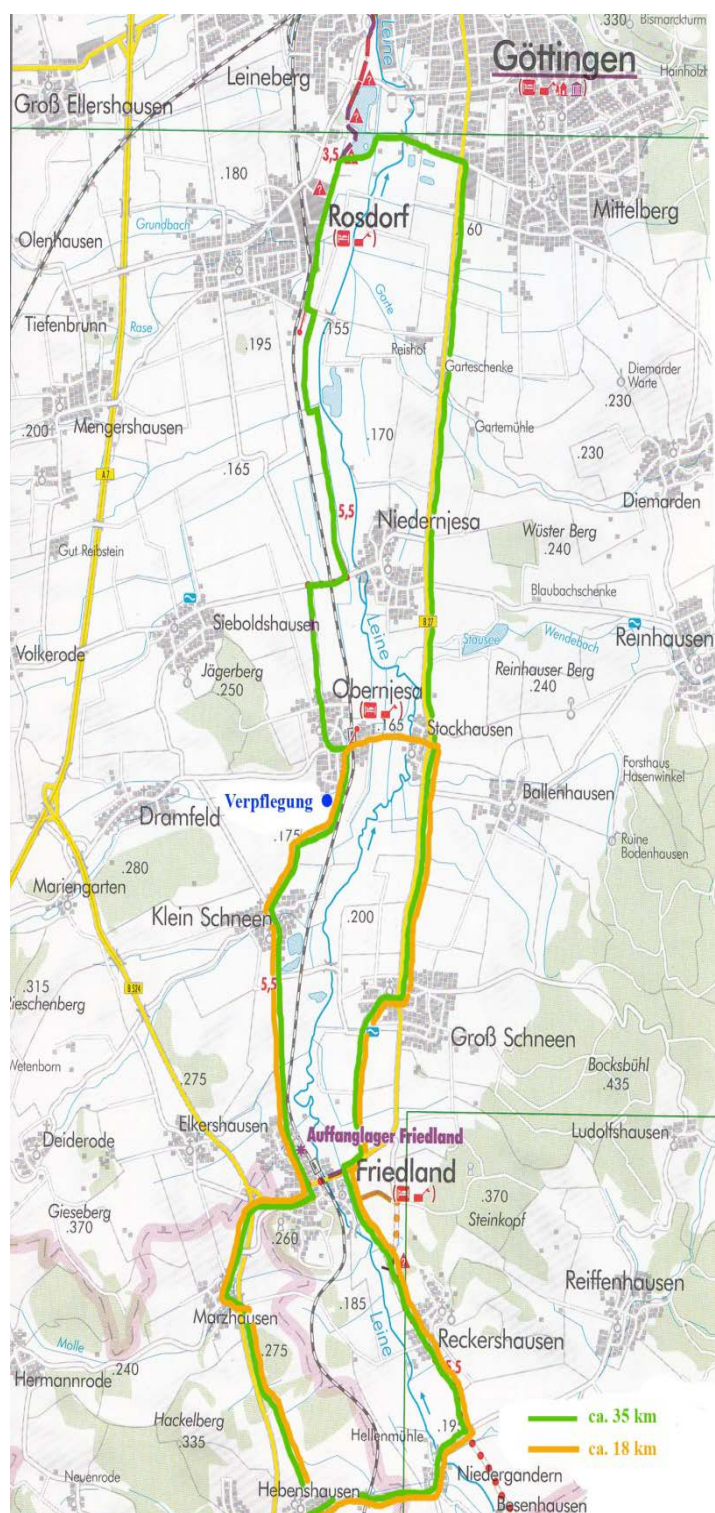 .330
Bismarckturm
Leine
Göttingen
Hainholz
Leineberg
Groß Ellershausen
3,5
.180
Mittelberg
Grundbach
Rosdorf
60
Olenhausen
Garte
Tiefenbrunn
Rase
.195
.155
Reishof
Garteschenke
Diemarder
Warte
.230
.200
Mengershausen
.170
Gartemühle
.230
.165
A 7
Diemarden
5,5
Niedernjesa
Wüster Berg
.240
Gut Reibstein
Blaubachschenke
Sieboldshausen
B 27
Leine
Stausee
Wendebach
Reinhausen
Volkerode
Jägerberg
.250
Reinhauser Berg
.240
Obernjesa
.165
Stockhausen
Forsthaus
Hasenwinkel
Verpflegung
Ballenhausen
Dramfeld
.175
Ruine
Bodenhausen
.280
Mariengarten
Klein Schneen
.200
.315
5,5
Groß Schneen
Bocksbühl
.435
.275
Elkershausen
Auffanglager Friedland
Ludolfshausen
Deiderode
Friedland
Gieseberg
.370
.370
Steinkopf
.260
.185
Reiffenhausen
Marzhausen
Leine
Reckershausen
Molle
.240
.275
5,5
Hermannrode
Hackelberg
.335
ca. 35 km
Hellenmühle
ca. 18 km
Niedergandern
Neuenrode
Hebenshausen
Besenhausen